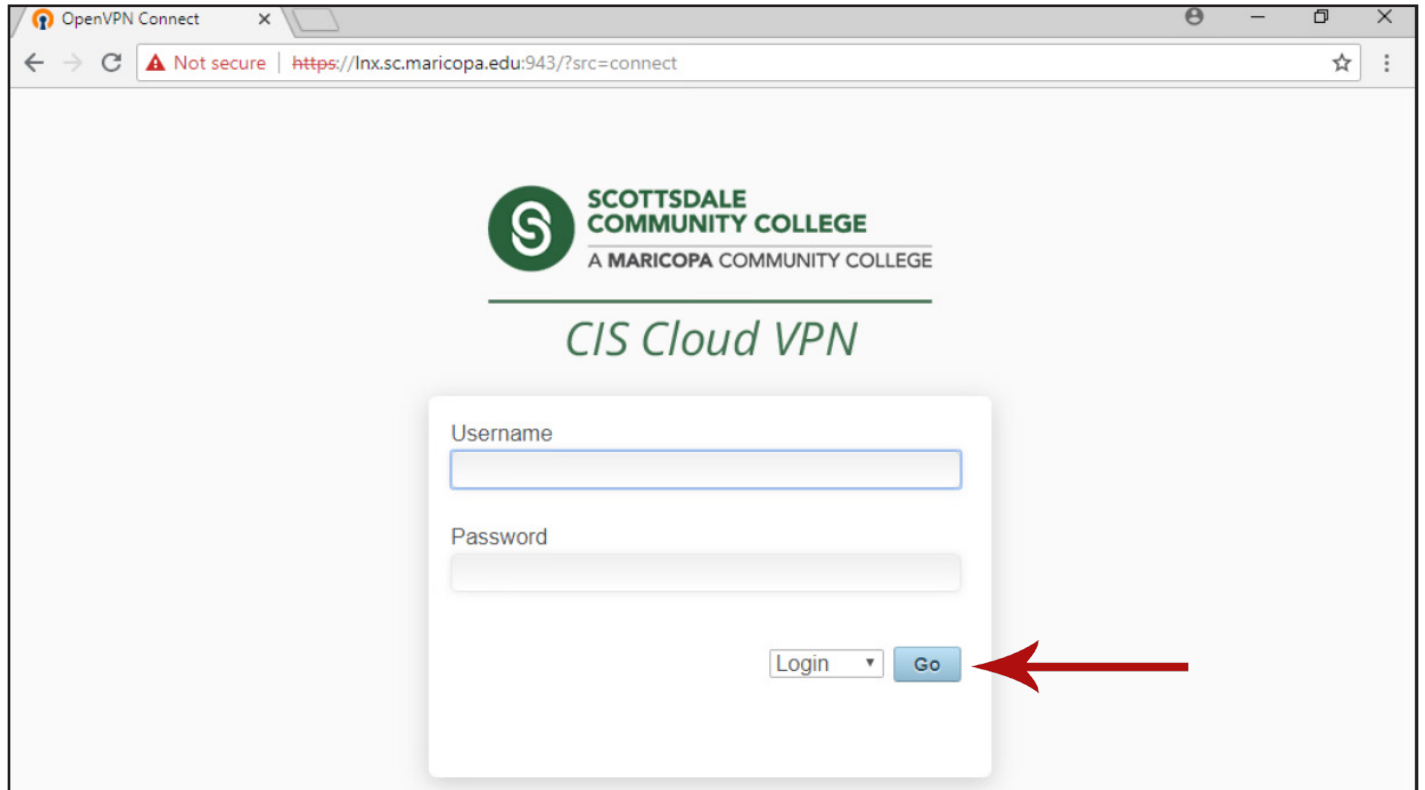 OpenVPN Connect
Not secure | https://lnx.sc.maricopa.edu:943/?src=connect
SCOTTSDALE
COMMUNITY COLLEGE
A MARICOPA COMMUNITY COLLEGE
CIS Cloud VPN
Username
Password
Login Go